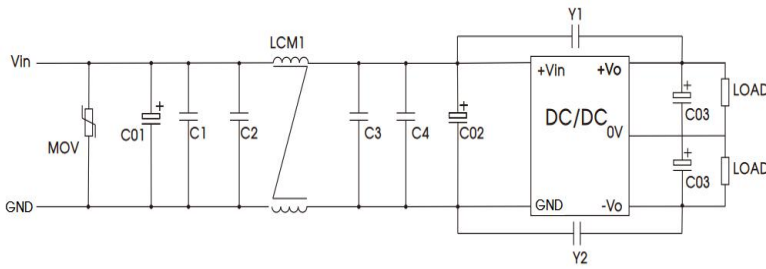 Y1
LCM1
Vin
+Vin
+Vo
MOV
C01
+
C1
C2
C3
C4
+
C02
DC/DC
0V
+
C03
LOAD
+
C03
LOAD
GND
GND
-Vo
Y2